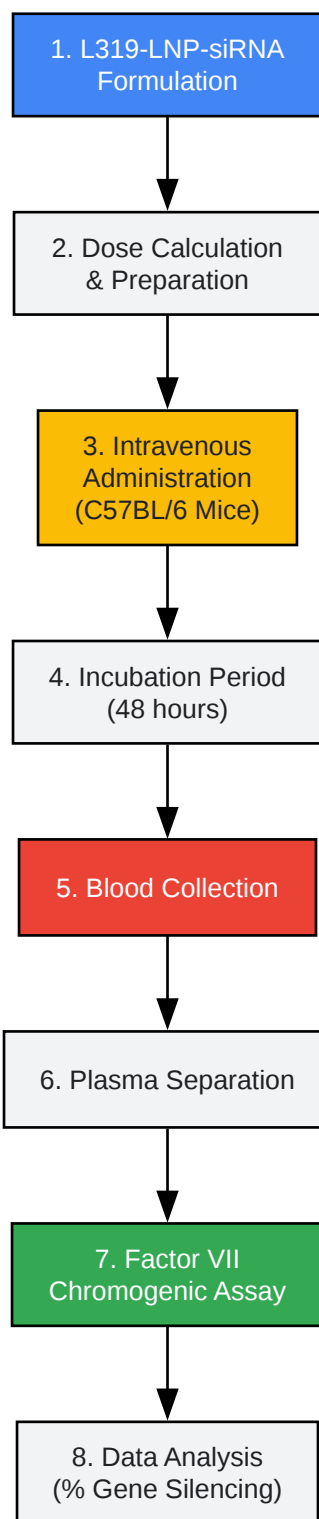 1. L319-LNP-siRNA
Formulation
2. Dose Calculation
& Preparation
3. Intravenous
Administration
(C57BL/6 Mice)
4. Incubation Period
(48 hours)
5. Blood Collection
6. Plasma Separation
7. Factor VII
Chromogenic Assay
8. Data Analysis
(% Gene Silencing)